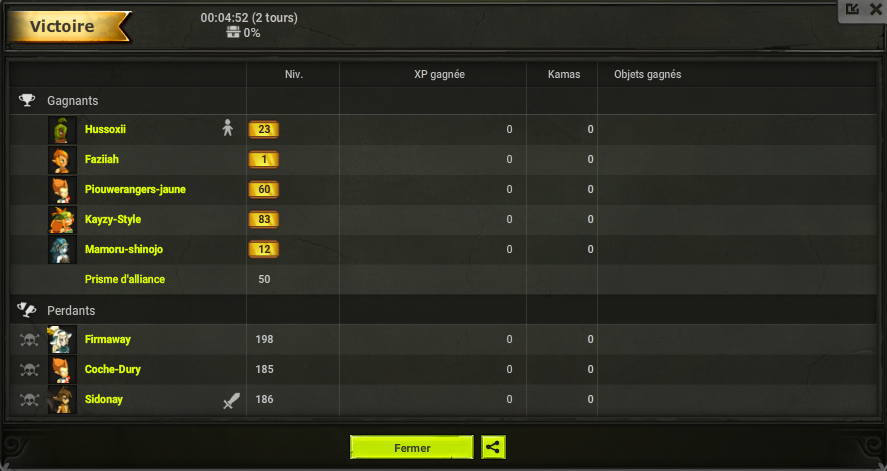 Victoire
00:04:52 (2 tours)
0%
Niv. XP gagnée Kamas Objets gagnés
Gagnants
Hussoxii 23 0 0
Faziiah 1 0 0
Piouwerangers-jaune 60 0 0
Kayzy-Style 83 0 0
Mamoru-shinojo 12 0 0
Prisme d'alliance 50
Perdants
Firmaway 198 0 0
Coche-Dury 185 0 0
Sidonay 186 0 0
Fermer